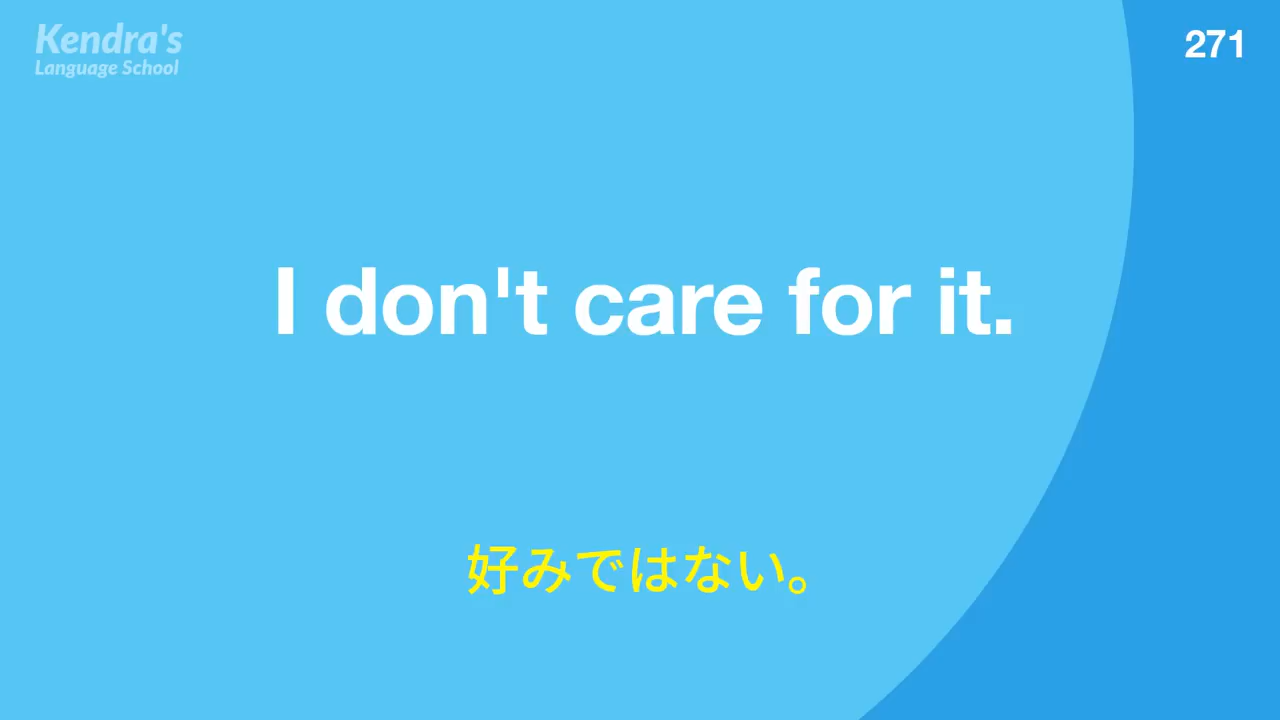 Kendra's
Language School
271
I don't care for it.
好みではない。